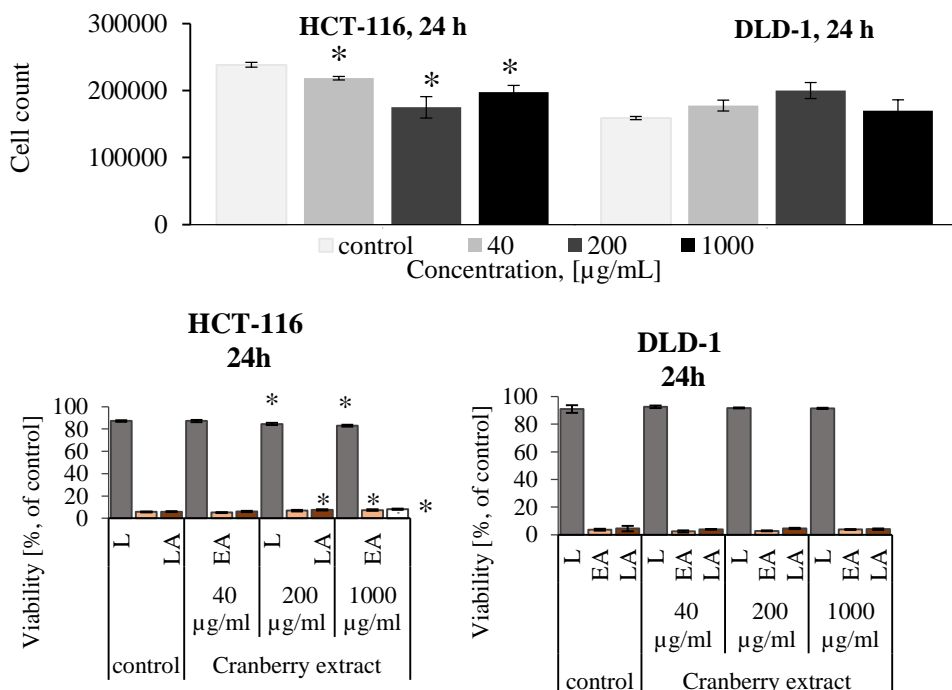 HCT-116, 24 h
DLD-1, 24 h
Cell count
300000
200000
100000
0
*
*
*
control
40
200
1000
Concentration, [µg/mL]
HCT-116
24h
Viability [%, of control]
100
80
60
40
20
0
*
*
*
*
*
L
LA
EA
L
LA
EA
40
µg/ml
200
µg/ml
1000
µg/ml
control
Cranberry extract
DLD-1
24h
Viability [%, of control]
100
80
60
40
20
0
L
EA
LA
L
EA
LA
L
EA
LA
L
EA
LA
40
µg/ml
200
µg/ml
1000
µg/ml
control
Cranberry extract